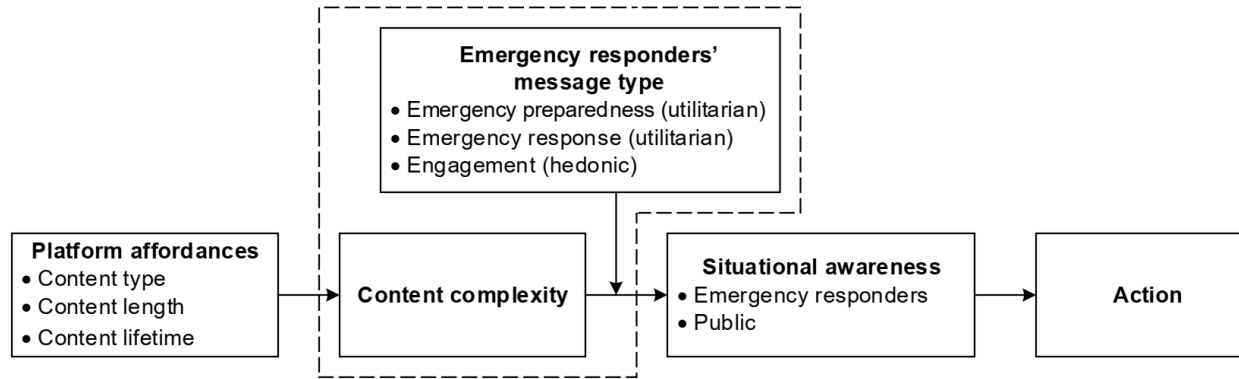 Emergency responders'
message type
• Emergency preparedness (utilitarian)
• Emergency response (utilitarian)
• Engagement (hedonic)
Platform affordances
• Content type
• Content length
• Content lifetime
Content complexity
Situational awareness
• Emergency responders
• Public
Action